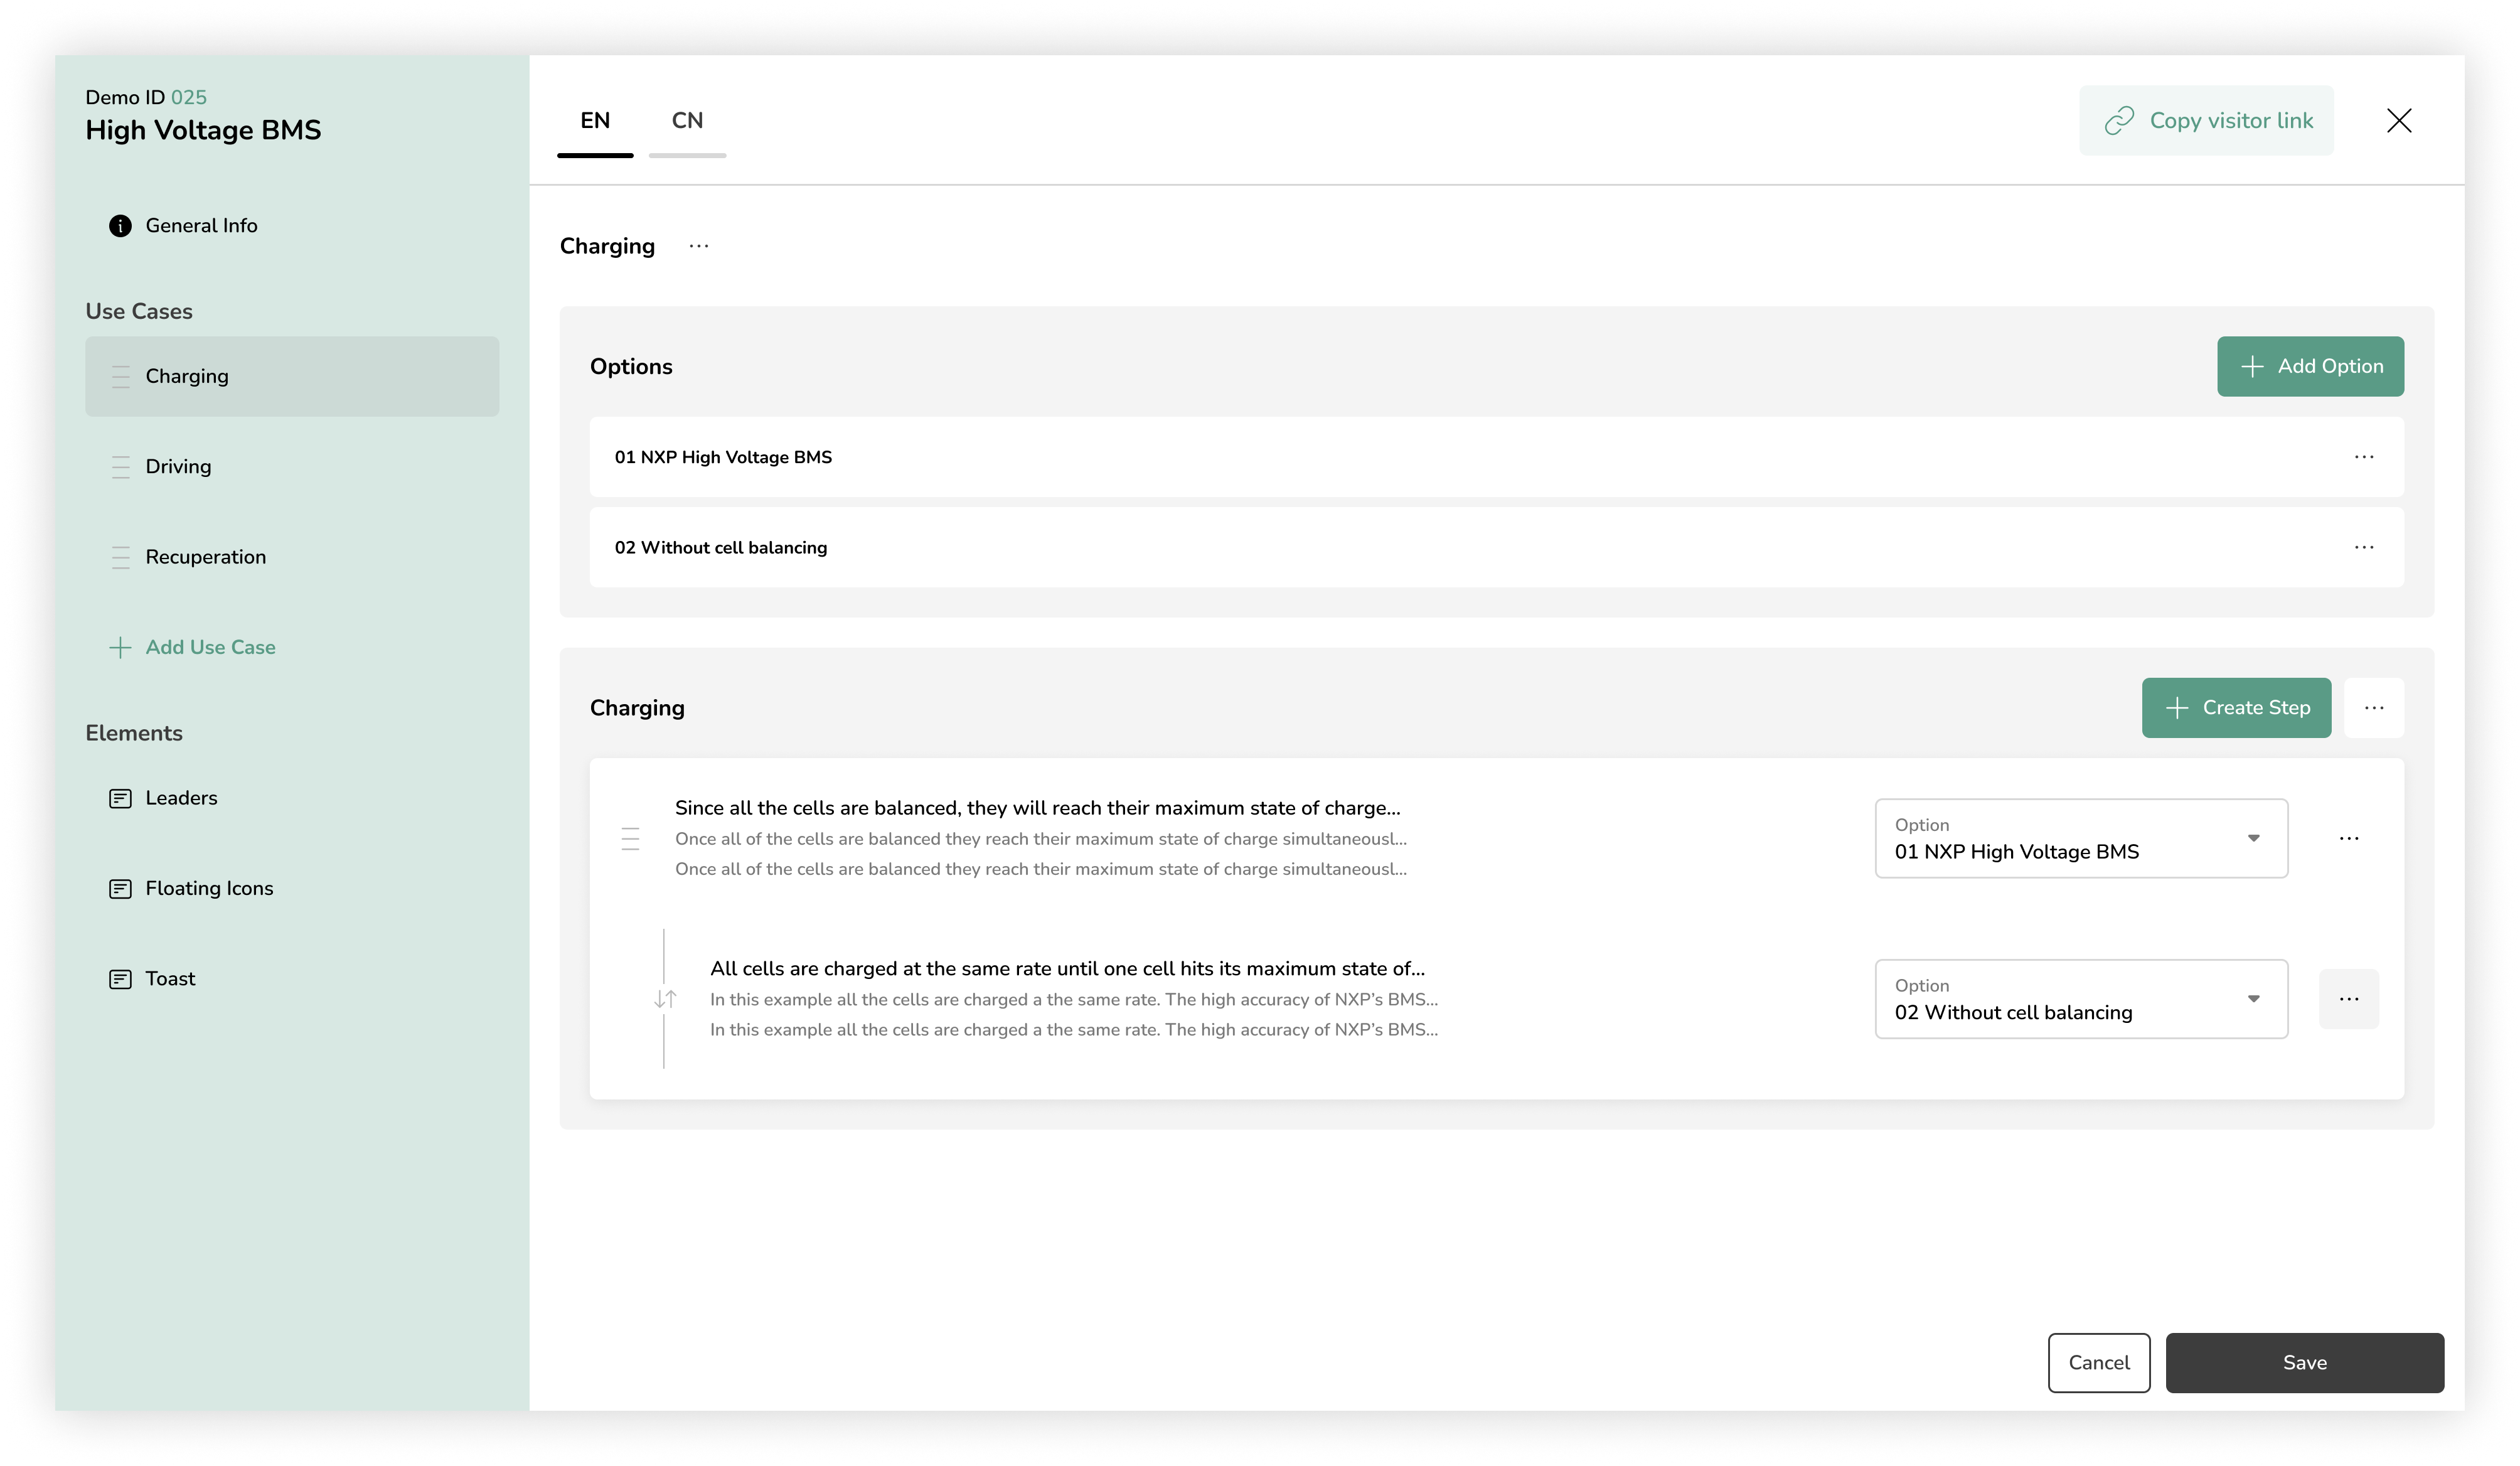 Demo ID 025
High Voltage BMS
General Info
Use Cases
Charging
Driving
Recuperation
Add Use Case
Elements
Leaders
Floating Icons
Toast
EN
CN
Copy visitor link
Charging
Options
Add Option
01 NXP High Voltage BMS
02 Without cell balancing
Charging
Create Step
Since all the cells are balanced, they will reach their maximum state of charge...
Once all of the cells are balanced they reach their maximum state of charge simultaneousl...
Once all of the cells are balanced they reach their maximum state of charge simultaneousl...
Option
01 NXP High Voltage BMS
All cells are charged at the same rate until one cell hits its maximum state of...
In this example all the cells are charged a the same rate. The high accuracy of NXP’s BMS...
In this example all the cells are charged a the same rate. The high accuracy of NXP’s BMS...
Option
02 Without cell balancing
Cancel
Save